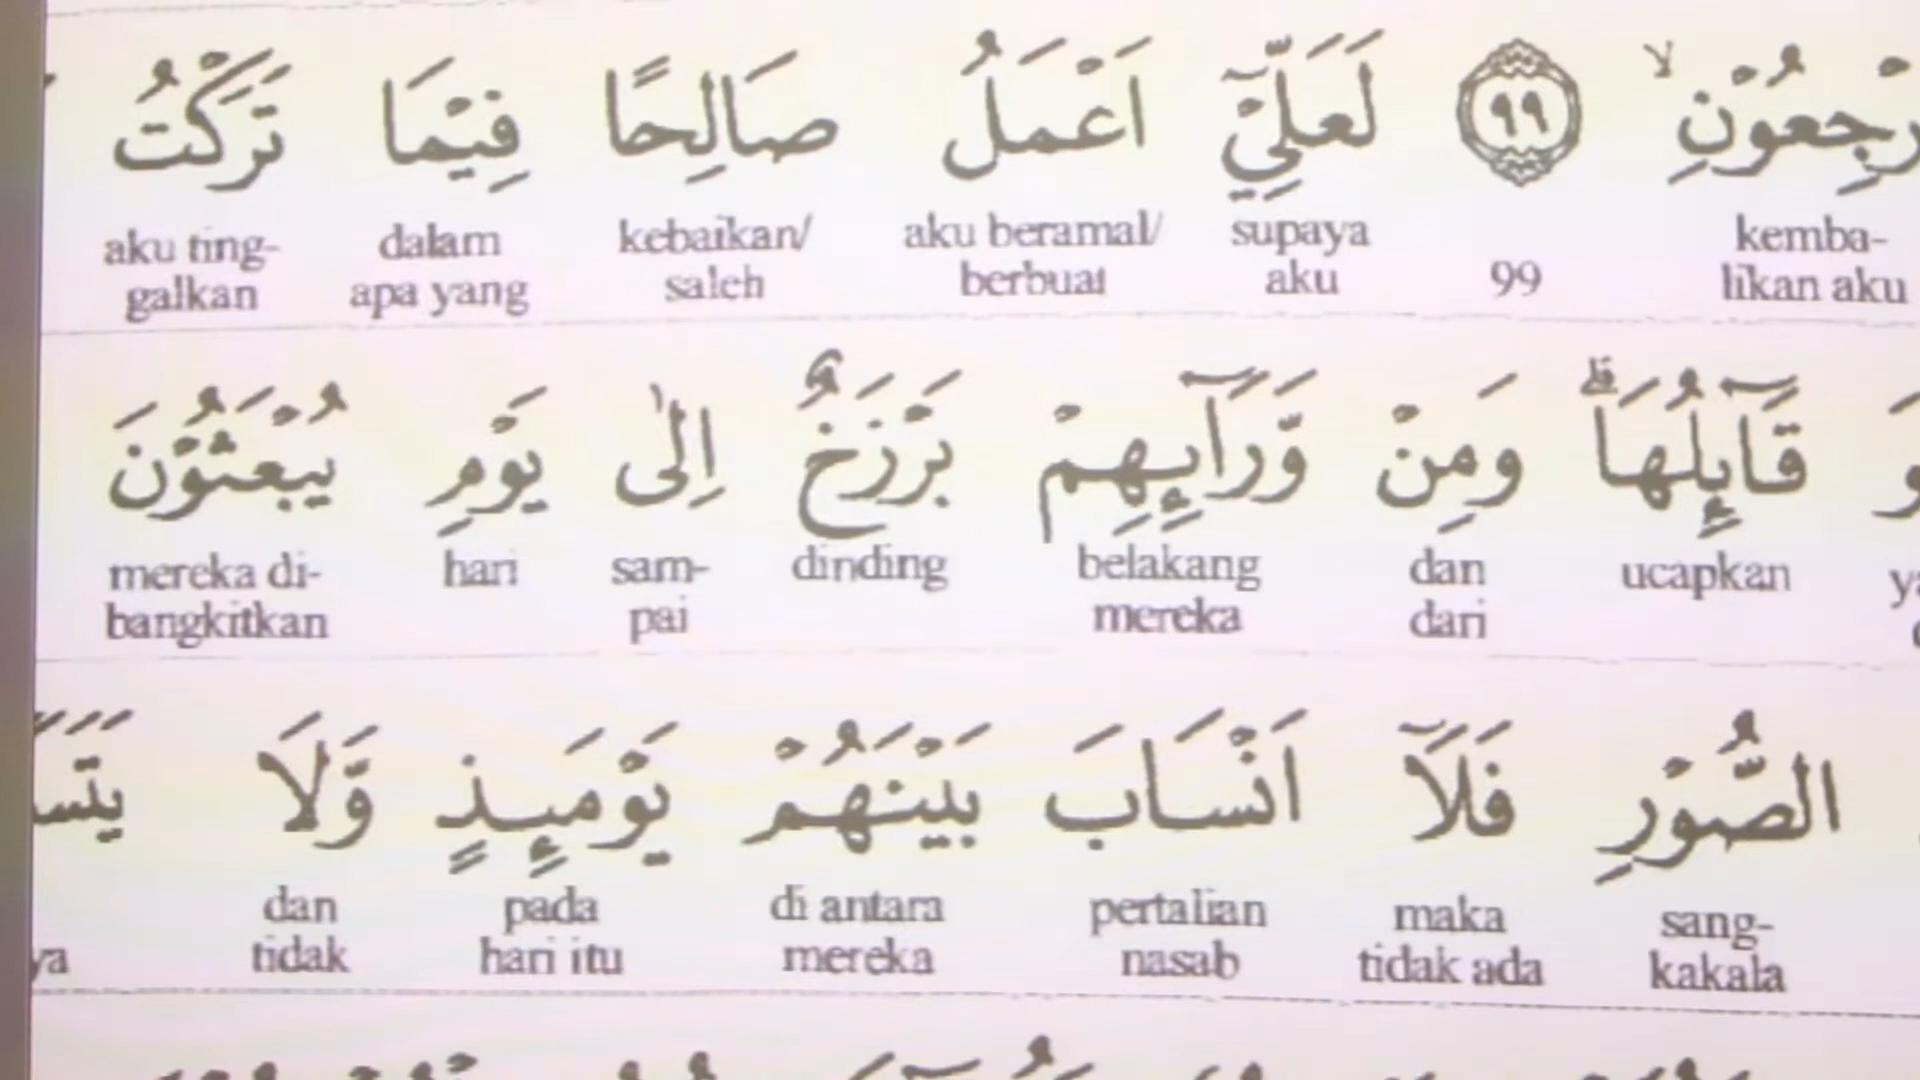 ارْجِعُوْنِۙ ٩٩ لَعَلِّيْٓ اَعْمَلُ صَالِحًا فِيْمَا تَرَكْتُ
kemba- 99 supaya aku beramal/ kebaikan/ dalam aku ting-
likan aku aku berbuat saleh apa yang galkan
قَاۤىِٕلُهَاۗ وَمِنْ وَّرَاۤىِٕهِمْ بَرْزَخٌ اِلٰى يَوْمِ يُبْعَثُوْنَ
ucapkan dan belakang dinding sam- hari mereka di-
dari mereka pai bangkitkan
الصُّوْرِ فَلَآ اَنْسَابَ بَيْنَهُمْ يَوْمَىِٕذٍ وَّلَا
sang- maka pertalian di antara pada dan
kakala tidak ada nasab mereka hari itu tidak